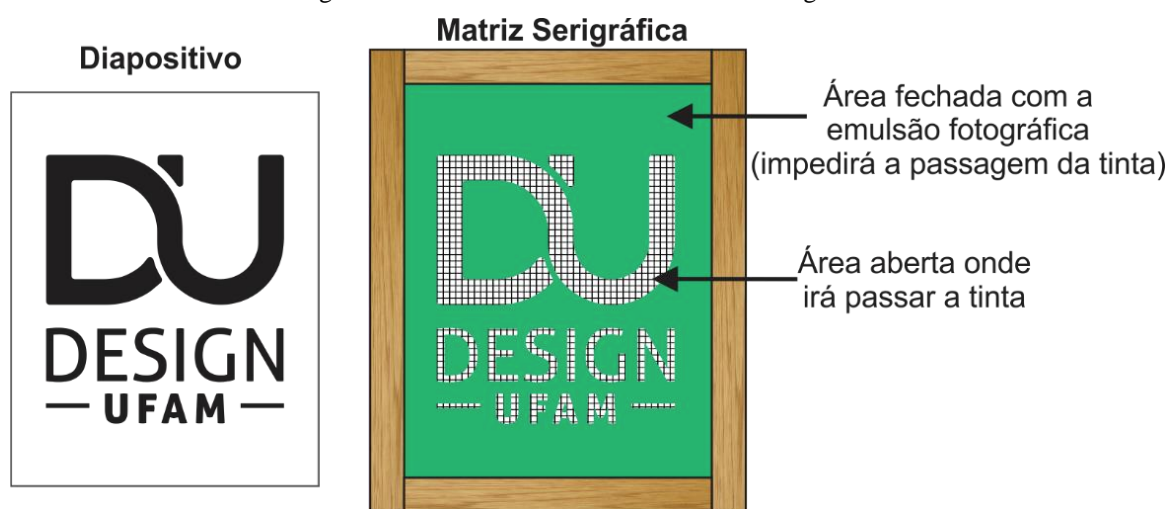 Matriz Serigráfica
Diapositivo
DU
DESIGN
UFAM
DU
DESIGN
UFAM
Área fechada com a
emulsão fotográfica
(impedirá a passagem da tinta)
Área aberta onde
irá passar a tinta